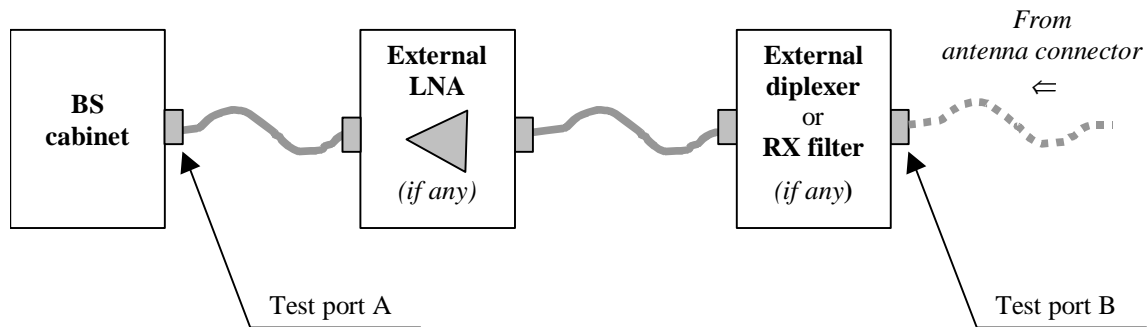 BS
cabinet
External
LNA
(if any)
External
diplexer
or
RX filter
(if any)
From
antenna connector
⇐
Test port A
Test port B